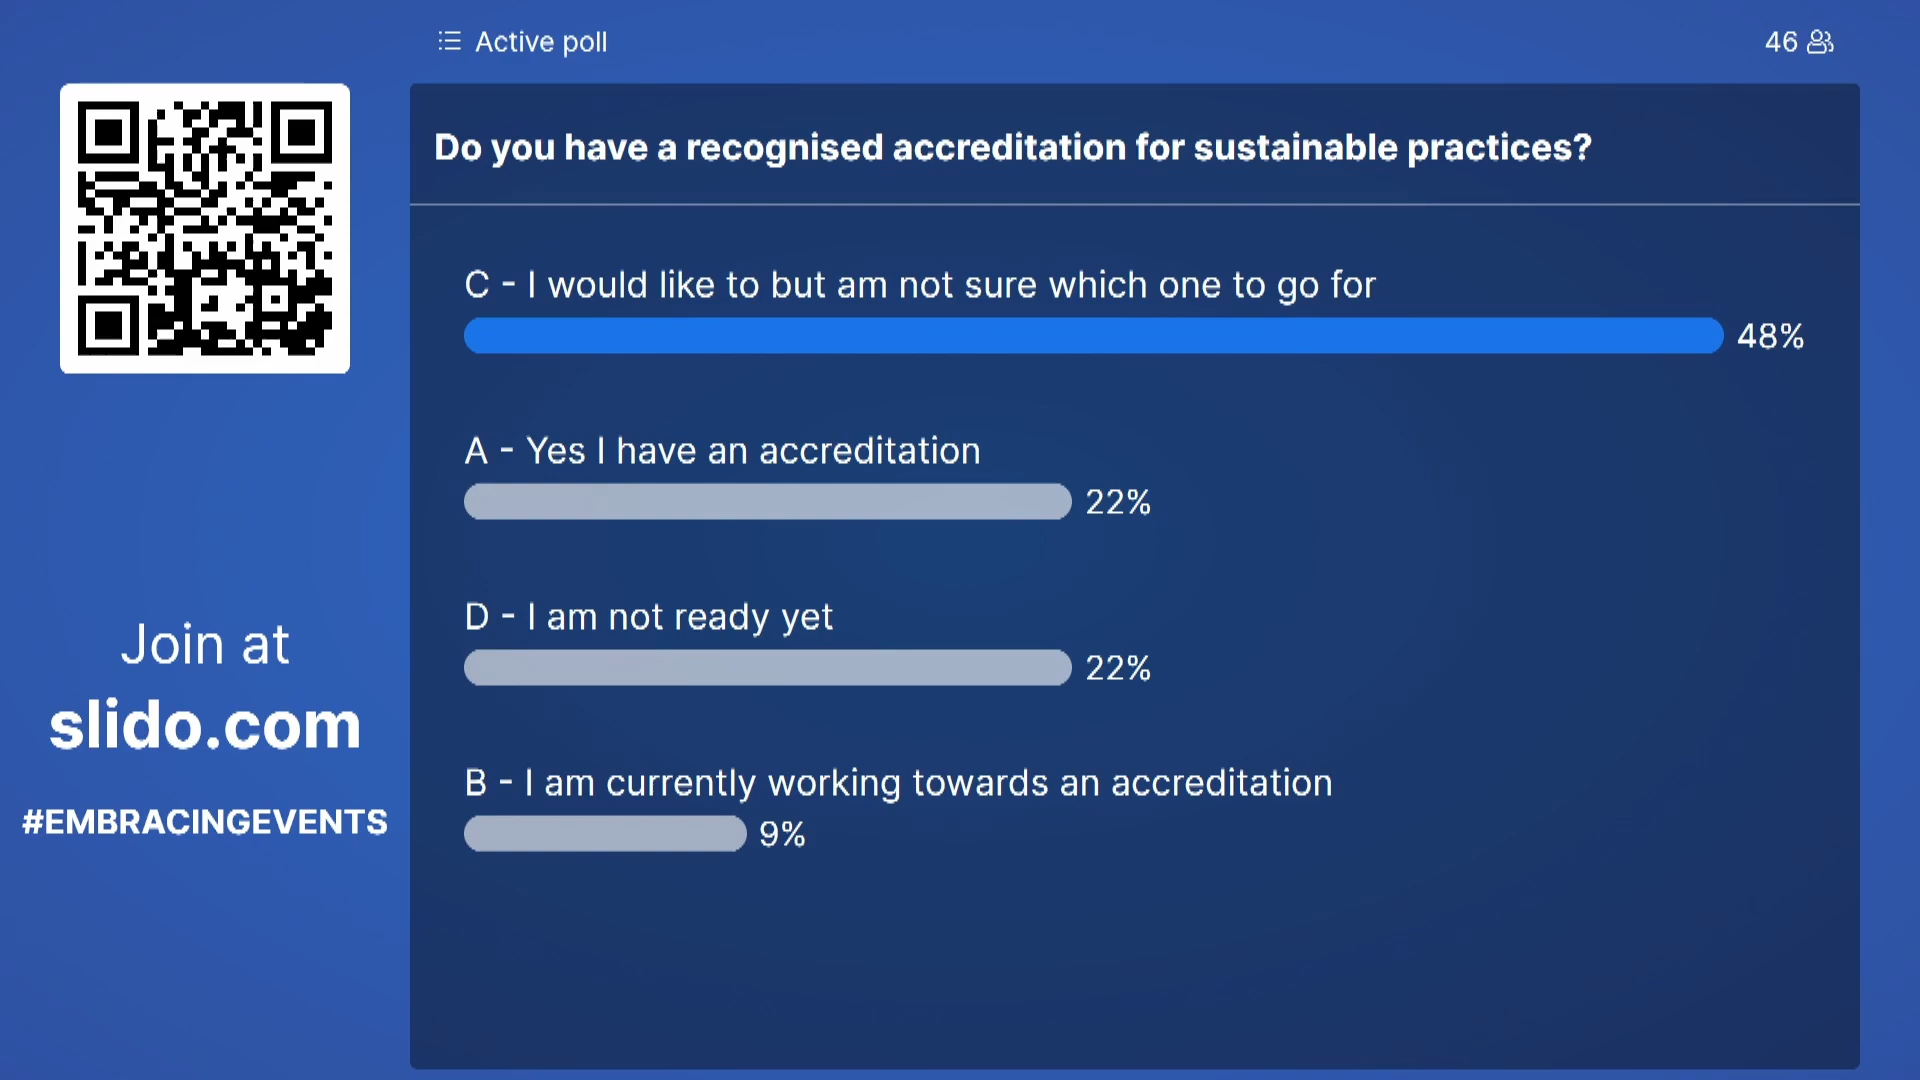 Active poll
46
Do you have a recognised accreditation for sustainable practices?
C - I would like to but am not sure which one to go for
48%
A - Yes I have an accreditation
22%
D - I am not ready yet
22%
B - I am currently working towards an accreditation
9%
Join at
slido.com
#EMBRACINGEVENTS